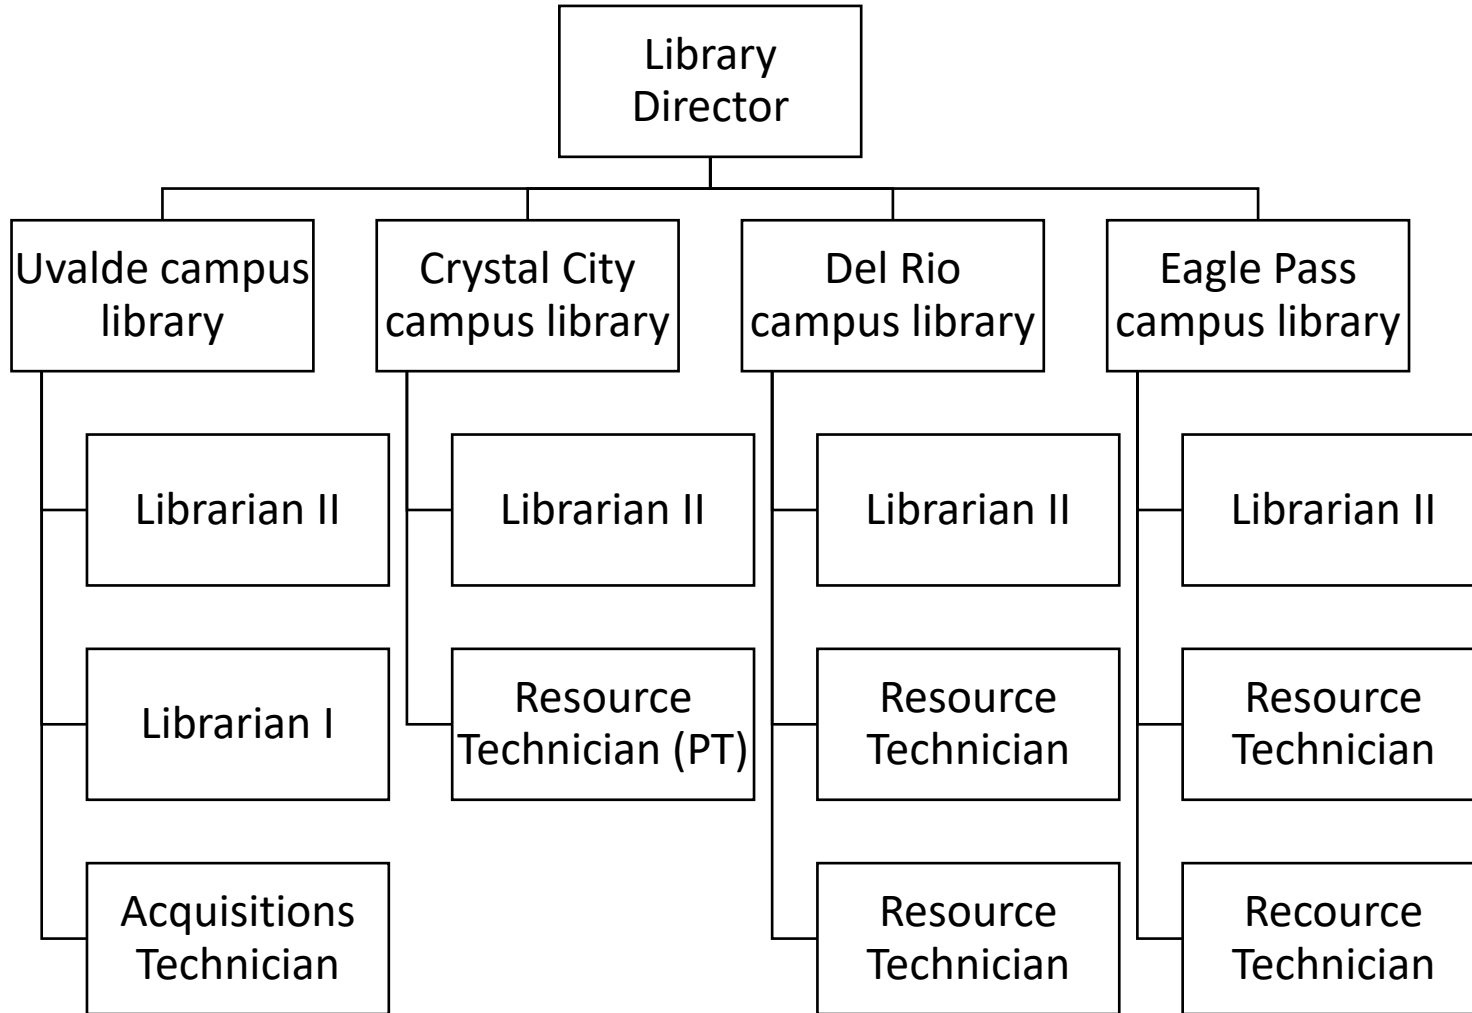 Library
Director
Uvalde campus
library
Crystal City
campus library
Del Rio
campus library
Eagle Pass
campus library
Librarian II
Librarian II
Librarian II
Librarian II
Librarian I
Resource
Technician (PT)
Resource
Technician
Resource
Technician
Acquisitions
Technician
Resource
Technician
Recource
Technician